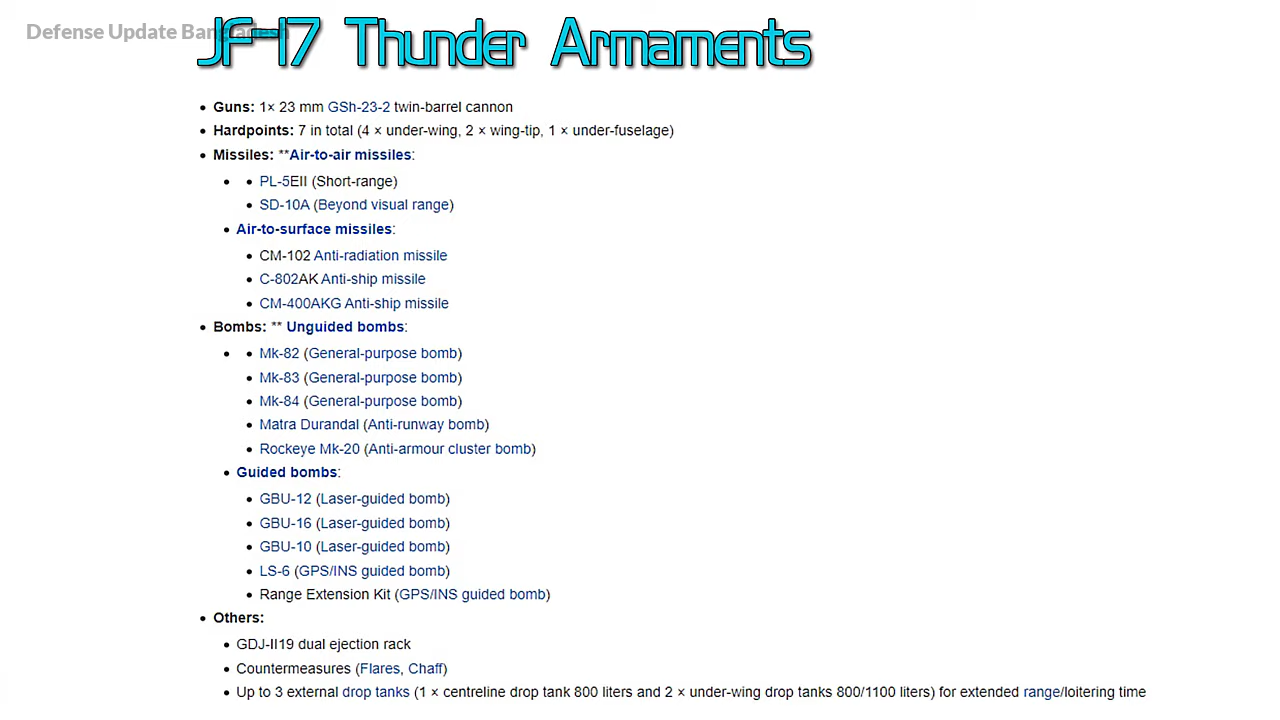 Defense Update Bangladesh
JF-17 Thunder Armaments
• Guns: 1× 23 mm GSh-23-2 twin-barrel cannon
• Hardpoints: 7 in total (4 × under-wing, 2 × wing-tip, 1 × under-fuselage)
• Missiles: **Air-to-air missiles:
• • PL-5EII (Short-range)
• SD-10A (Beyond visual range)
• Air-to-surface missiles:
• CM-102 Anti-radiation missile
• C-802AK Anti-ship missile
• CM-400AKG Anti-ship missile
• Bombs: ** Unguided bombs:
• • Mk-82 (General-purpose bomb)
• Mk-83 (General-purpose bomb)
• Mk-84 (General-purpose bomb)
• Matra Durandal (Anti-runway bomb)
• Rockeye Mk-20 (Anti-armour cluster bomb)
• Guided bombs:
• GBU-12 (Laser-guided bomb)
• GBU-16 (Laser-guided bomb)
• GBU-10 (Laser-guided bomb)
• LS-6 (GPS/INS guided bomb)
• Range Extension Kit (GPS/INS guided bomb)
• Others:
• GDJ-II19 dual ejection rack
• Countermeasures (Flares, Chaff)
• Up to 3 external drop tanks (1 × centreline drop tank 800 liters and 2 × under-wing drop tanks 800/1100 liters) for extended range/loitering time